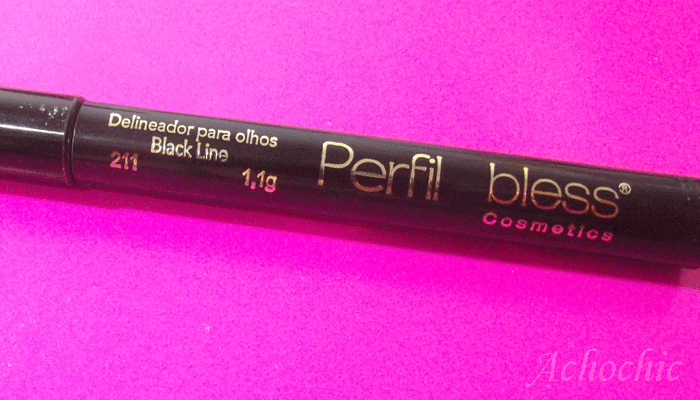 Delineador para olhos
Black Line
211
1,1g
Perfil bless®
Cosmetics
Achochic